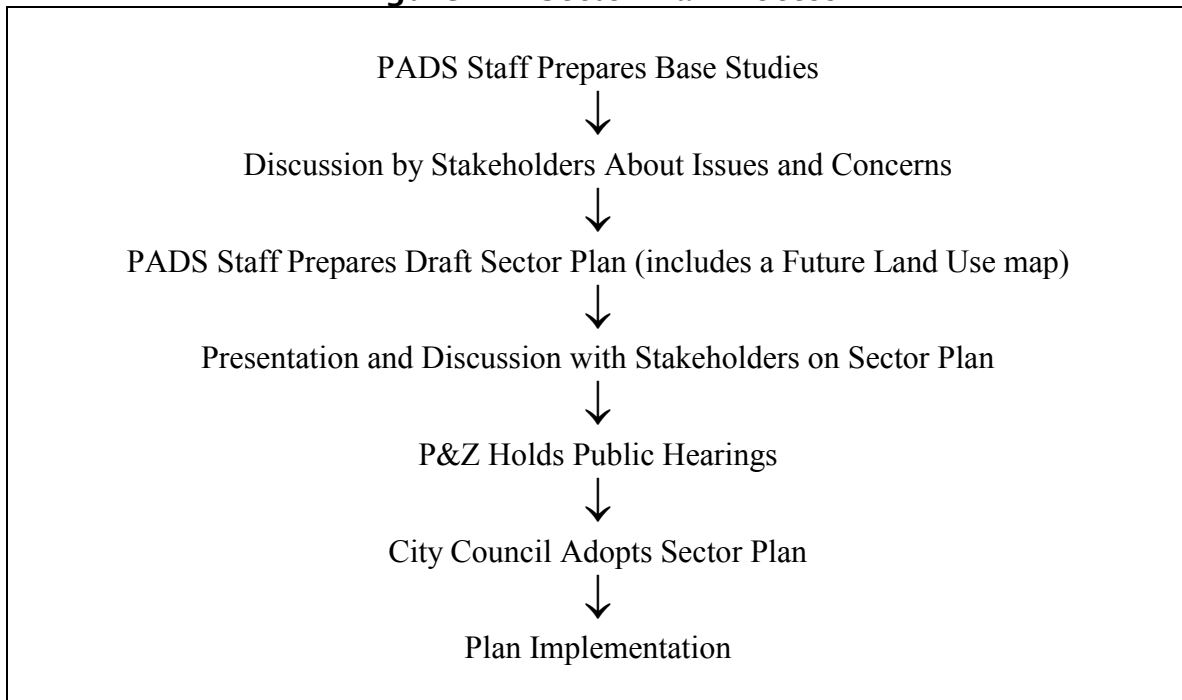 PADS Staff Prepares Base Studies
Discussion by Stakeholders About Issues and Concerns
PADS Staff Prepares Draft Sector Plan (includes a Future Land Use map)
Presentation and Discussion with Stakeholders on Sector Plan
P&Z Holds Public Hearings
City Council Adopts Sector Plan
Plan Implementation